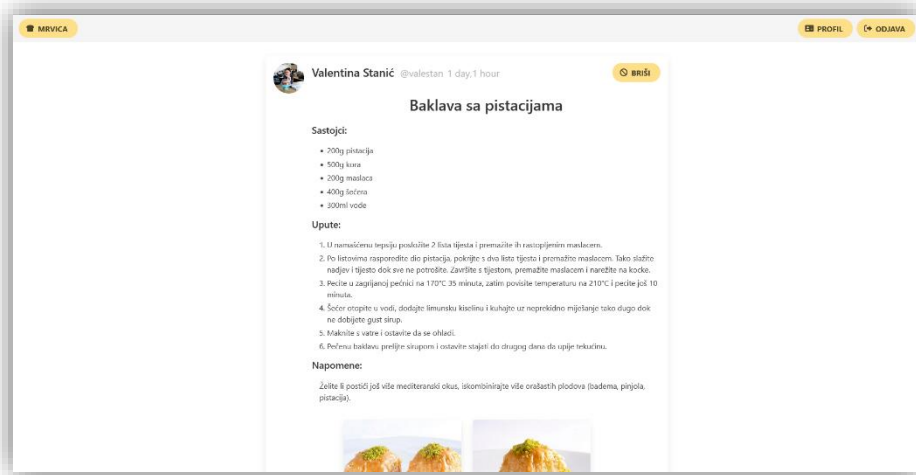 MRVICA
PROFIL
ODJAVA
Valentina Stanić @valestan 1 day,1 hour
BRIŠI
Baklava sa pistacijama
Sastojci:
• 200g pistacija
• 500g kora
• 200g maslaca
• 400g šećera
• 300ml vode
Upute:
1. U namašćenu tepsiju posložite 2 lista tijesta i premažite ih rastopljenim maslacem.
2. Po listovima rasporedite dio pistacija, pokrijte s dva lista tijesta i premažite maslacem. Tako slažite
nadjev i tijesto dok sve ne potrošite. Završite s tijestom, premažite maslacem i narežite na kocke.
3. Pecite u zagrijanoj pećnici na 170°C 35 minuta, zatim povisite temperaturu na 210°C i pecite još 10
minuta.
4. Šećer otopite u vodi, dodajte limunsku kiselinu i kuhajte uz neprekidno miješanje tako dugo dok
ne dobijete gust sirup.
5. Maknite s vatre i ostavite da se ohladi.
6. Pečenu baklavu prelijte sirupom i ostavite stajati do drugog dana da upije tekućinu.
Napomene:
Želite li postići još više mediteranski okus, iskombinirajte više orašastih plodova (badema, pinjola,
pistacija).